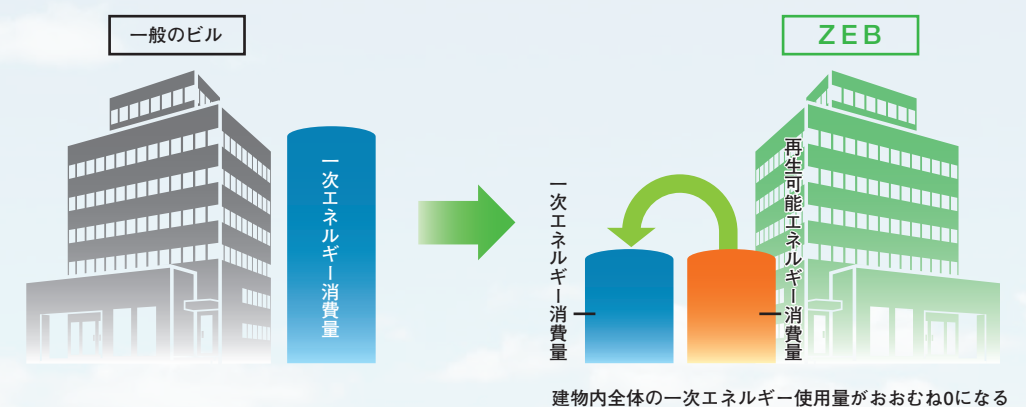 一般のビル
一次エネルギー消費量
ZEB
一次エネルギー消費量
再生可能エネルギー消費量
建物内全体の一次エネルギー使用量がおおむね0になる